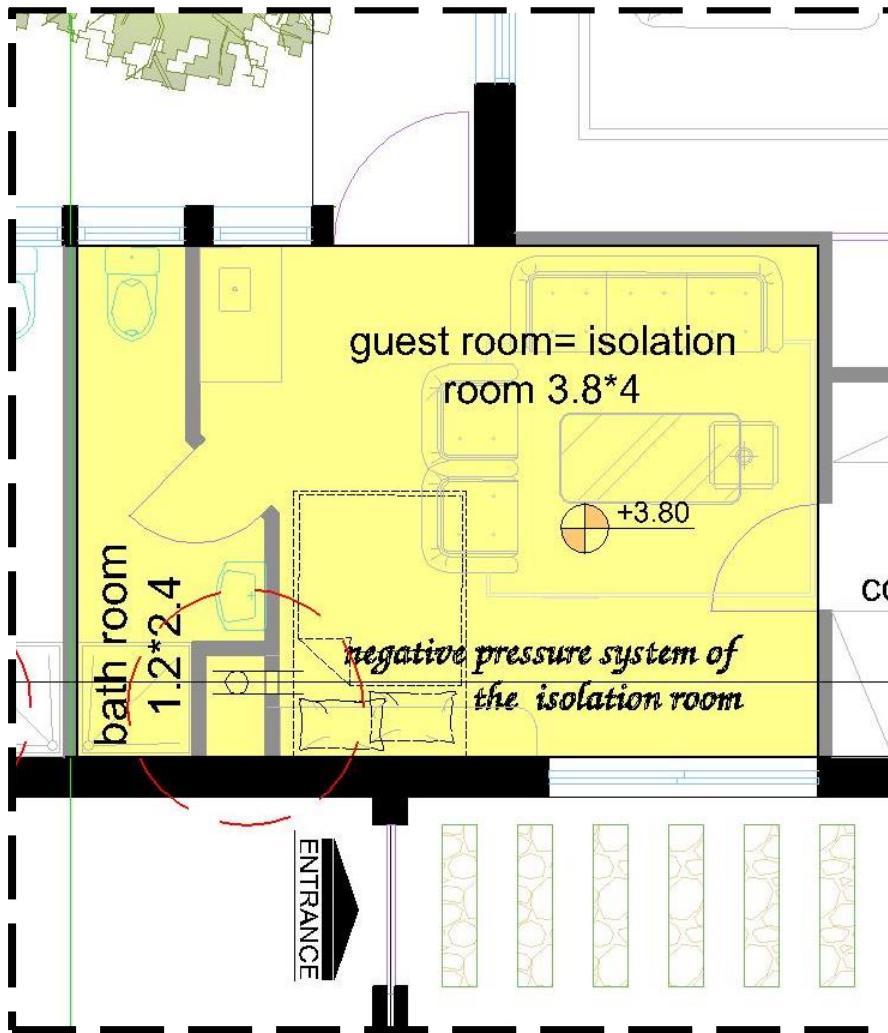 guest room= isolation
room 3.8*4
+3.80
bath room
1.2*2.4
co
negative pressure system of
the isolation room
ENTRANCE